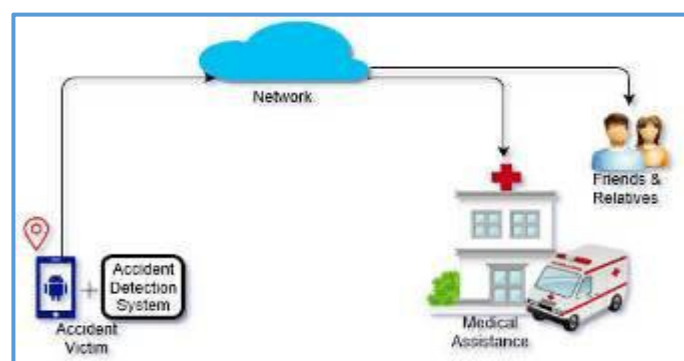 Network
Friends &
Relatives
Accident
Detection
System
Accident
Victim
Medical
Assistance